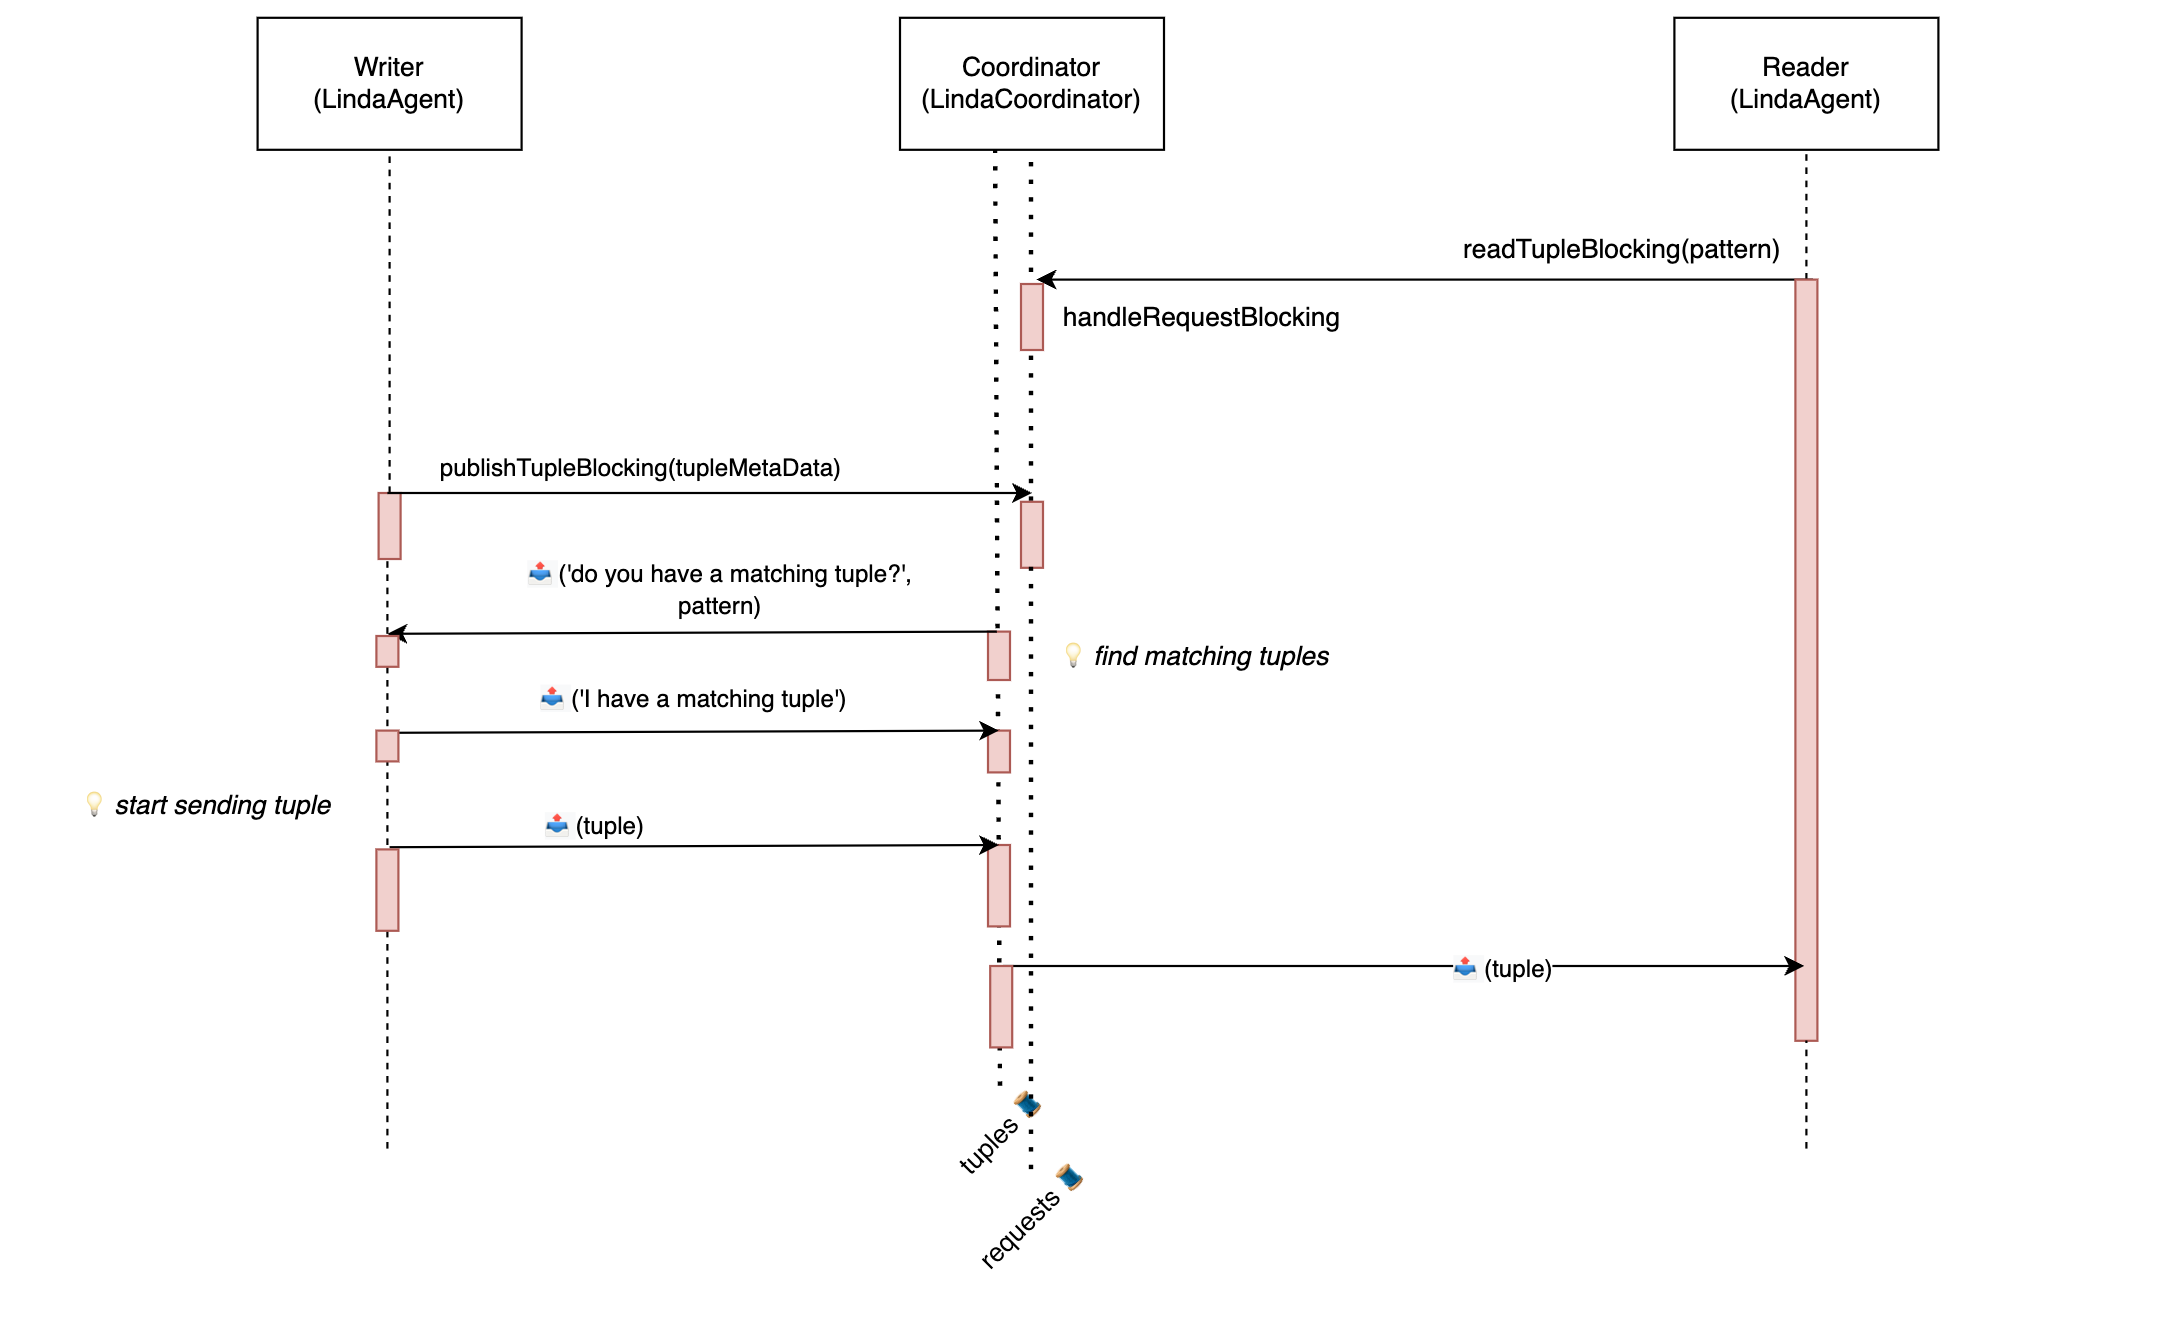 Writer
(LindaAgent)
Coordinator
(LindaCoordinator)
Reader
(LindaAgent)
readTupleBlocking(pattern)
handleRequestBlocking
publishTupleBlocking(tupleMetaData)
📤 ('do you have a matching tuple?',
pattern)
💡 find matching tuples
📤 ('I have a matching tuple')
💡 start sending tuple
📤 (tuple)
📤 (tuple)
tuples 🧵
requests 🧵